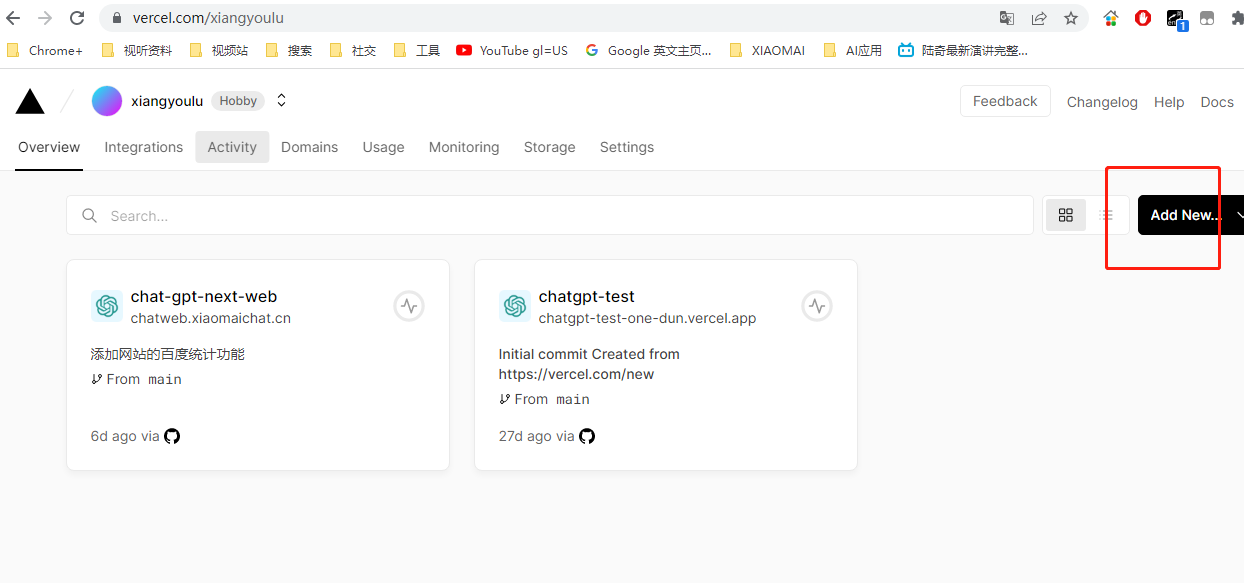 vercel.com/xiangyoulu
Chrome+ 视听资料 视频站 搜索 社交 工具 YouTube gl=US Google 英文主页... XIAOMAI AI应用 陆奇最新演讲完整...
1
xiangyoulu Hobby Feedback Changelog Help Docs
Overview Integrations Activity Domains Usage Monitoring Storage Settings
Search... Add New...
chat-gpt-next-web
chatweb.xiaomaichat.cn
添加网站的百度统计功能
From main
6d ago via
chatgpt-test
chatgpt-test-one-dun.vercel.app
Initial commit Created from
https://vercel.com/new
From main
27d ago via